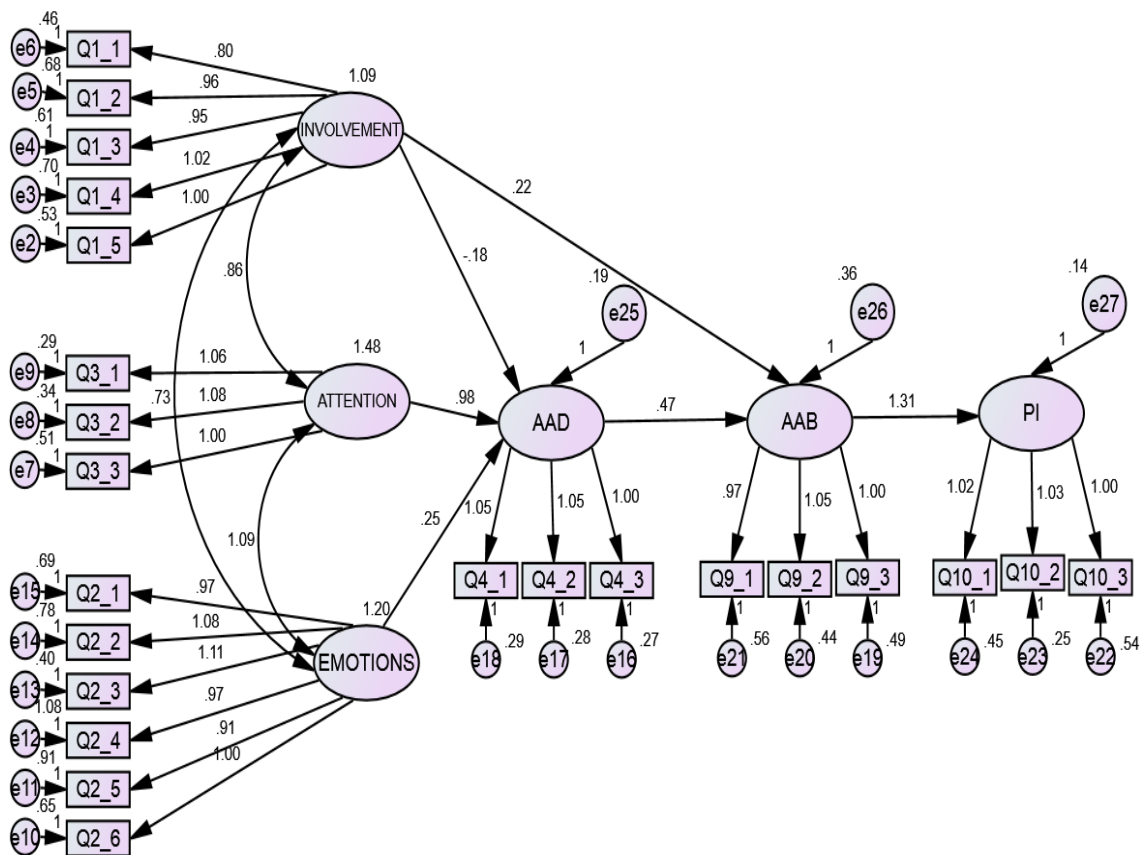 .46
e6
1
Q1_1
.80
.68
e5
1
Q1_2
.96
.61
e4
1
Q1_3
.95
.70
e3
1
Q1_4
1.02
.53
e2
1
Q1_5
1.00
1.09
INVOLVEMENT
.22
-.18
.86
.73
.29
e9
1
Q3_1
1.06
.34
e8
1
Q3_2
1.08
.51
e7
1
Q3_3
1.00
1.48
ATTENTION
.98
1.09
.25
.69
e15
1
Q2_1
.97
.78
e14
1
Q2_2
1.08
.40
e13
1
Q2_3
1.11
1.08
e12
1
Q2_4
.97
.91
e11
1
Q2_5
.91
.65
e10
1
Q2_6
1.00
1.20
EMOTIONS
.19
e25
1
AAD
.47
.36
e26
1
AAB
1.31
.14
e27
1
PI
1.05
1.05
1.00
Q4_1
Q4_2
Q4_3
1
1
1
e18
.29
e17
.28
e16
.27
.97
1.05
1.00
Q9_1
Q9_2
Q9_3
1
1
1
e21
.56
e20
.44
e19
.49
1.02
1.03
1.00
Q10_1
Q10_2
Q10_3
1
1
1
e24
.45
e23
.25
e22
.54